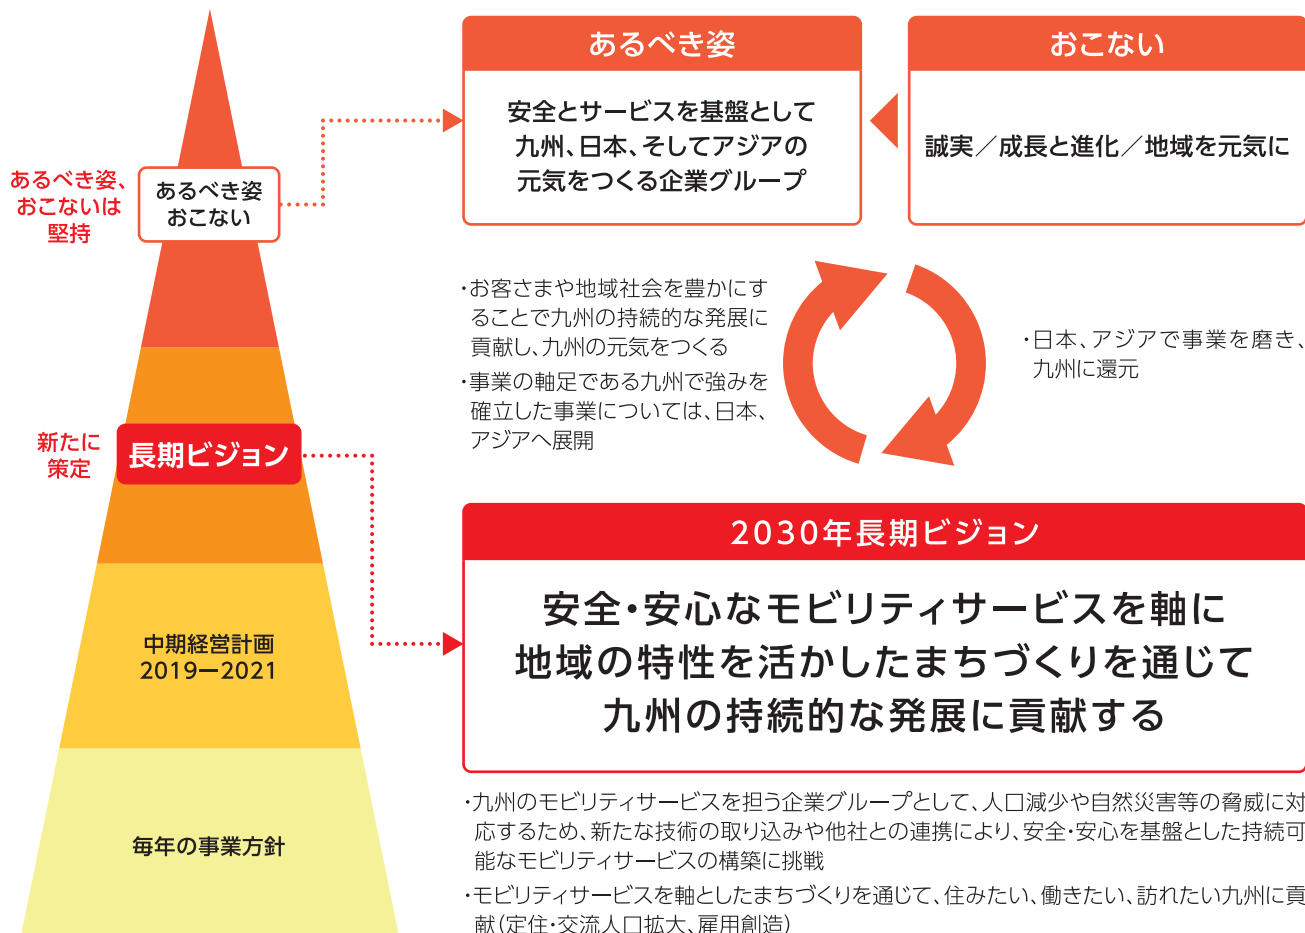 あるべき姿、
おこないは
堅持
あるべき姿
おこない
新たに
策定
長期ビジョン
中期経営計画
2019ー2021
毎年の事業方針
あるべき姿
安全とサービスを基盤として
九州、日本、そしてアジアの
元気をつくる企業グループ
おこない
誠実／成長と進化／地域を元気に
・お客さまや地域社会を豊かにす
ることで九州の持続的な発展に
貢献し、九州の元気をつくる
・事業の軸足である九州で強みを
確立した事業については、日本、
アジアへ展開
・日本、アジアで事業を磨き、
九州に還元
2030年長期ビジョン
安全・安心なモビリティサービスを軸に
地域の特性を活かしたまちづくりを通じて
九州の持続的な発展に貢献する
・九州のモビリティサービスを担う企業グループとして、人口減少や自然災害等の脅威に対
応するため、新たな技術の取り込みや他社との連携により、安全・安心を基盤とした持続可
能なモビリティサービスの構築に挑戦
・モビリティサービスを軸としたまちづくりを通じて、住みたい、働きたい、訪れたい九州に貢
献（定住・交流人口拡大、雇用創造）